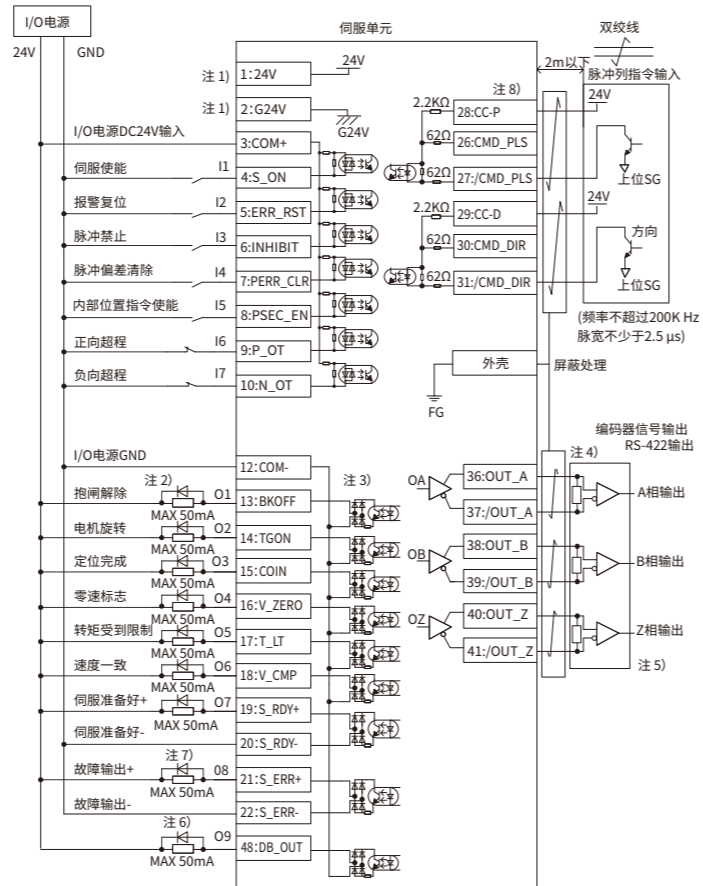 I/O电源
24V
GND
伺服单元
注 1)
1:24V
24V
注 1)
2:G24V
G24V
I/O电源DC24V输入
3:COM+
伺服使能
I1
4:S_ON
报警复位
I2
5:ERR_RST
脉冲禁止
I3
6:INHIBIT
脉冲偏差清除
I4
7:PERR_CLR
内部位置指令使能
I5
8:PSEC_EN
正向超程
I6
9:P_OT
负向超程
I7
10:N_OT
双绞线
2m以下
脉冲列指令输入
注 8)
2.2KΩ
28:CC-P
24V
62Ω
26:CMD_PLS
62Ω
27:/CMD_PLS
上位SG
2.2KΩ
29:CC-D
24V
62Ω
30:CMD_DIR
方向
62Ω
31:/CMD_DIR
上位SG
(频率不超过200K Hz
脉宽不少于2.5 μs)
外壳
屏蔽处理
FG
I/O电源GND
12:COM-
注 2)
注 3)
抱闸解除
O1
13:BKOFF
MAX 50mA
电机旋转
O2
14:TGON
MAX 50mA
定位完成
O3
15:COIN
MAX 50mA
零速标志
O4
16:V_ZERO
MAX 50mA
转矩受到限制
O5
17:T_LT
MAX 50mA
速度一致
O6
18:V_CMP
MAX 50mA
伺服准备好+
O7
19:S_RDY+
MAX 50mA
伺服准备好-
20:S_RDY-
注 7)
故障输出+
08
21:S_ERR+
MAX 50mA
故障输出-
22:S_ERR-
注 6)
O9
48:DB_OUT
MAX 50mA
编码器信号输出
RS-422输出
注 4)
OA
36:OUT_A
37:/OUT_A
A相输出
OB
38:OUT_B
39:/OUT_B
B相输出
OZ
40:OUT_Z
41:/OUT_Z
Z相输出
注 5)